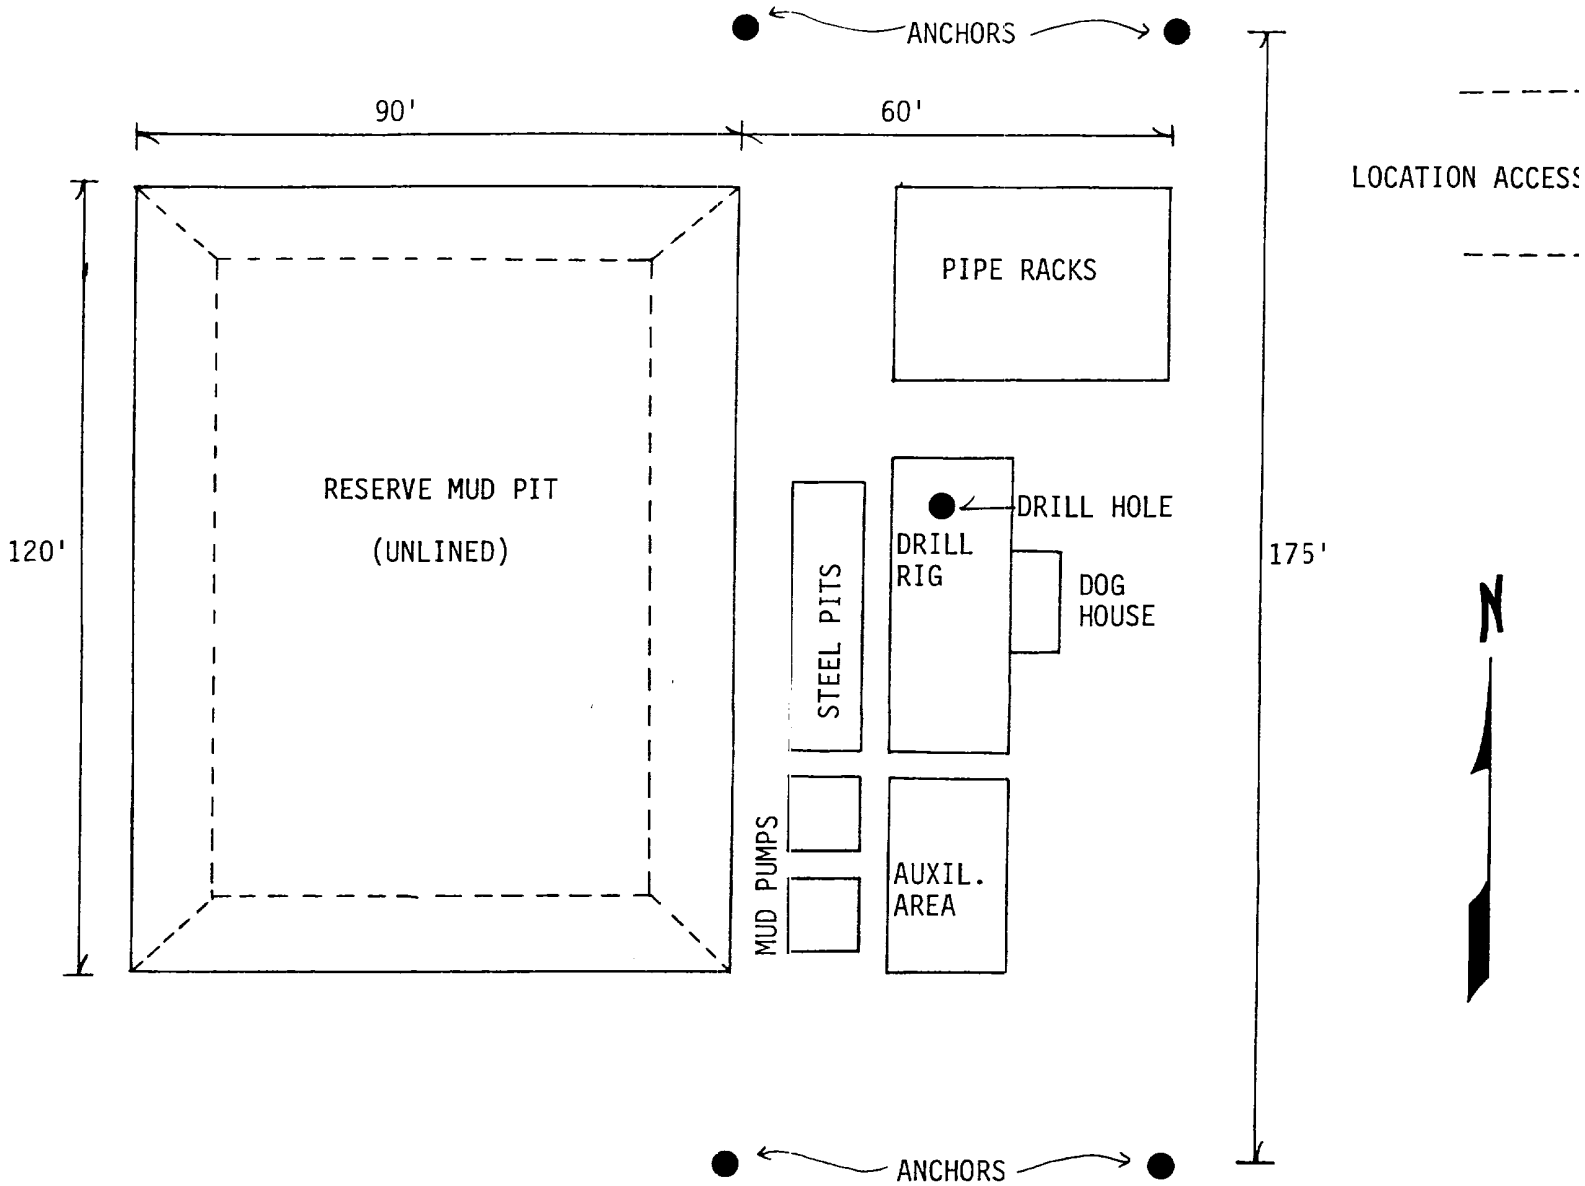 ANCHORS
90'
60'
LOCATION ACCESS
PIPE RACKS
RESERVE MUD PIT
(UNLINED)
120'
DRILL HOLE
DRILL
RIG
175'
DOG
HOUSE
STEEL PITS
N
MUD PUMPS
AUXIL.
AREA
ANCHORS